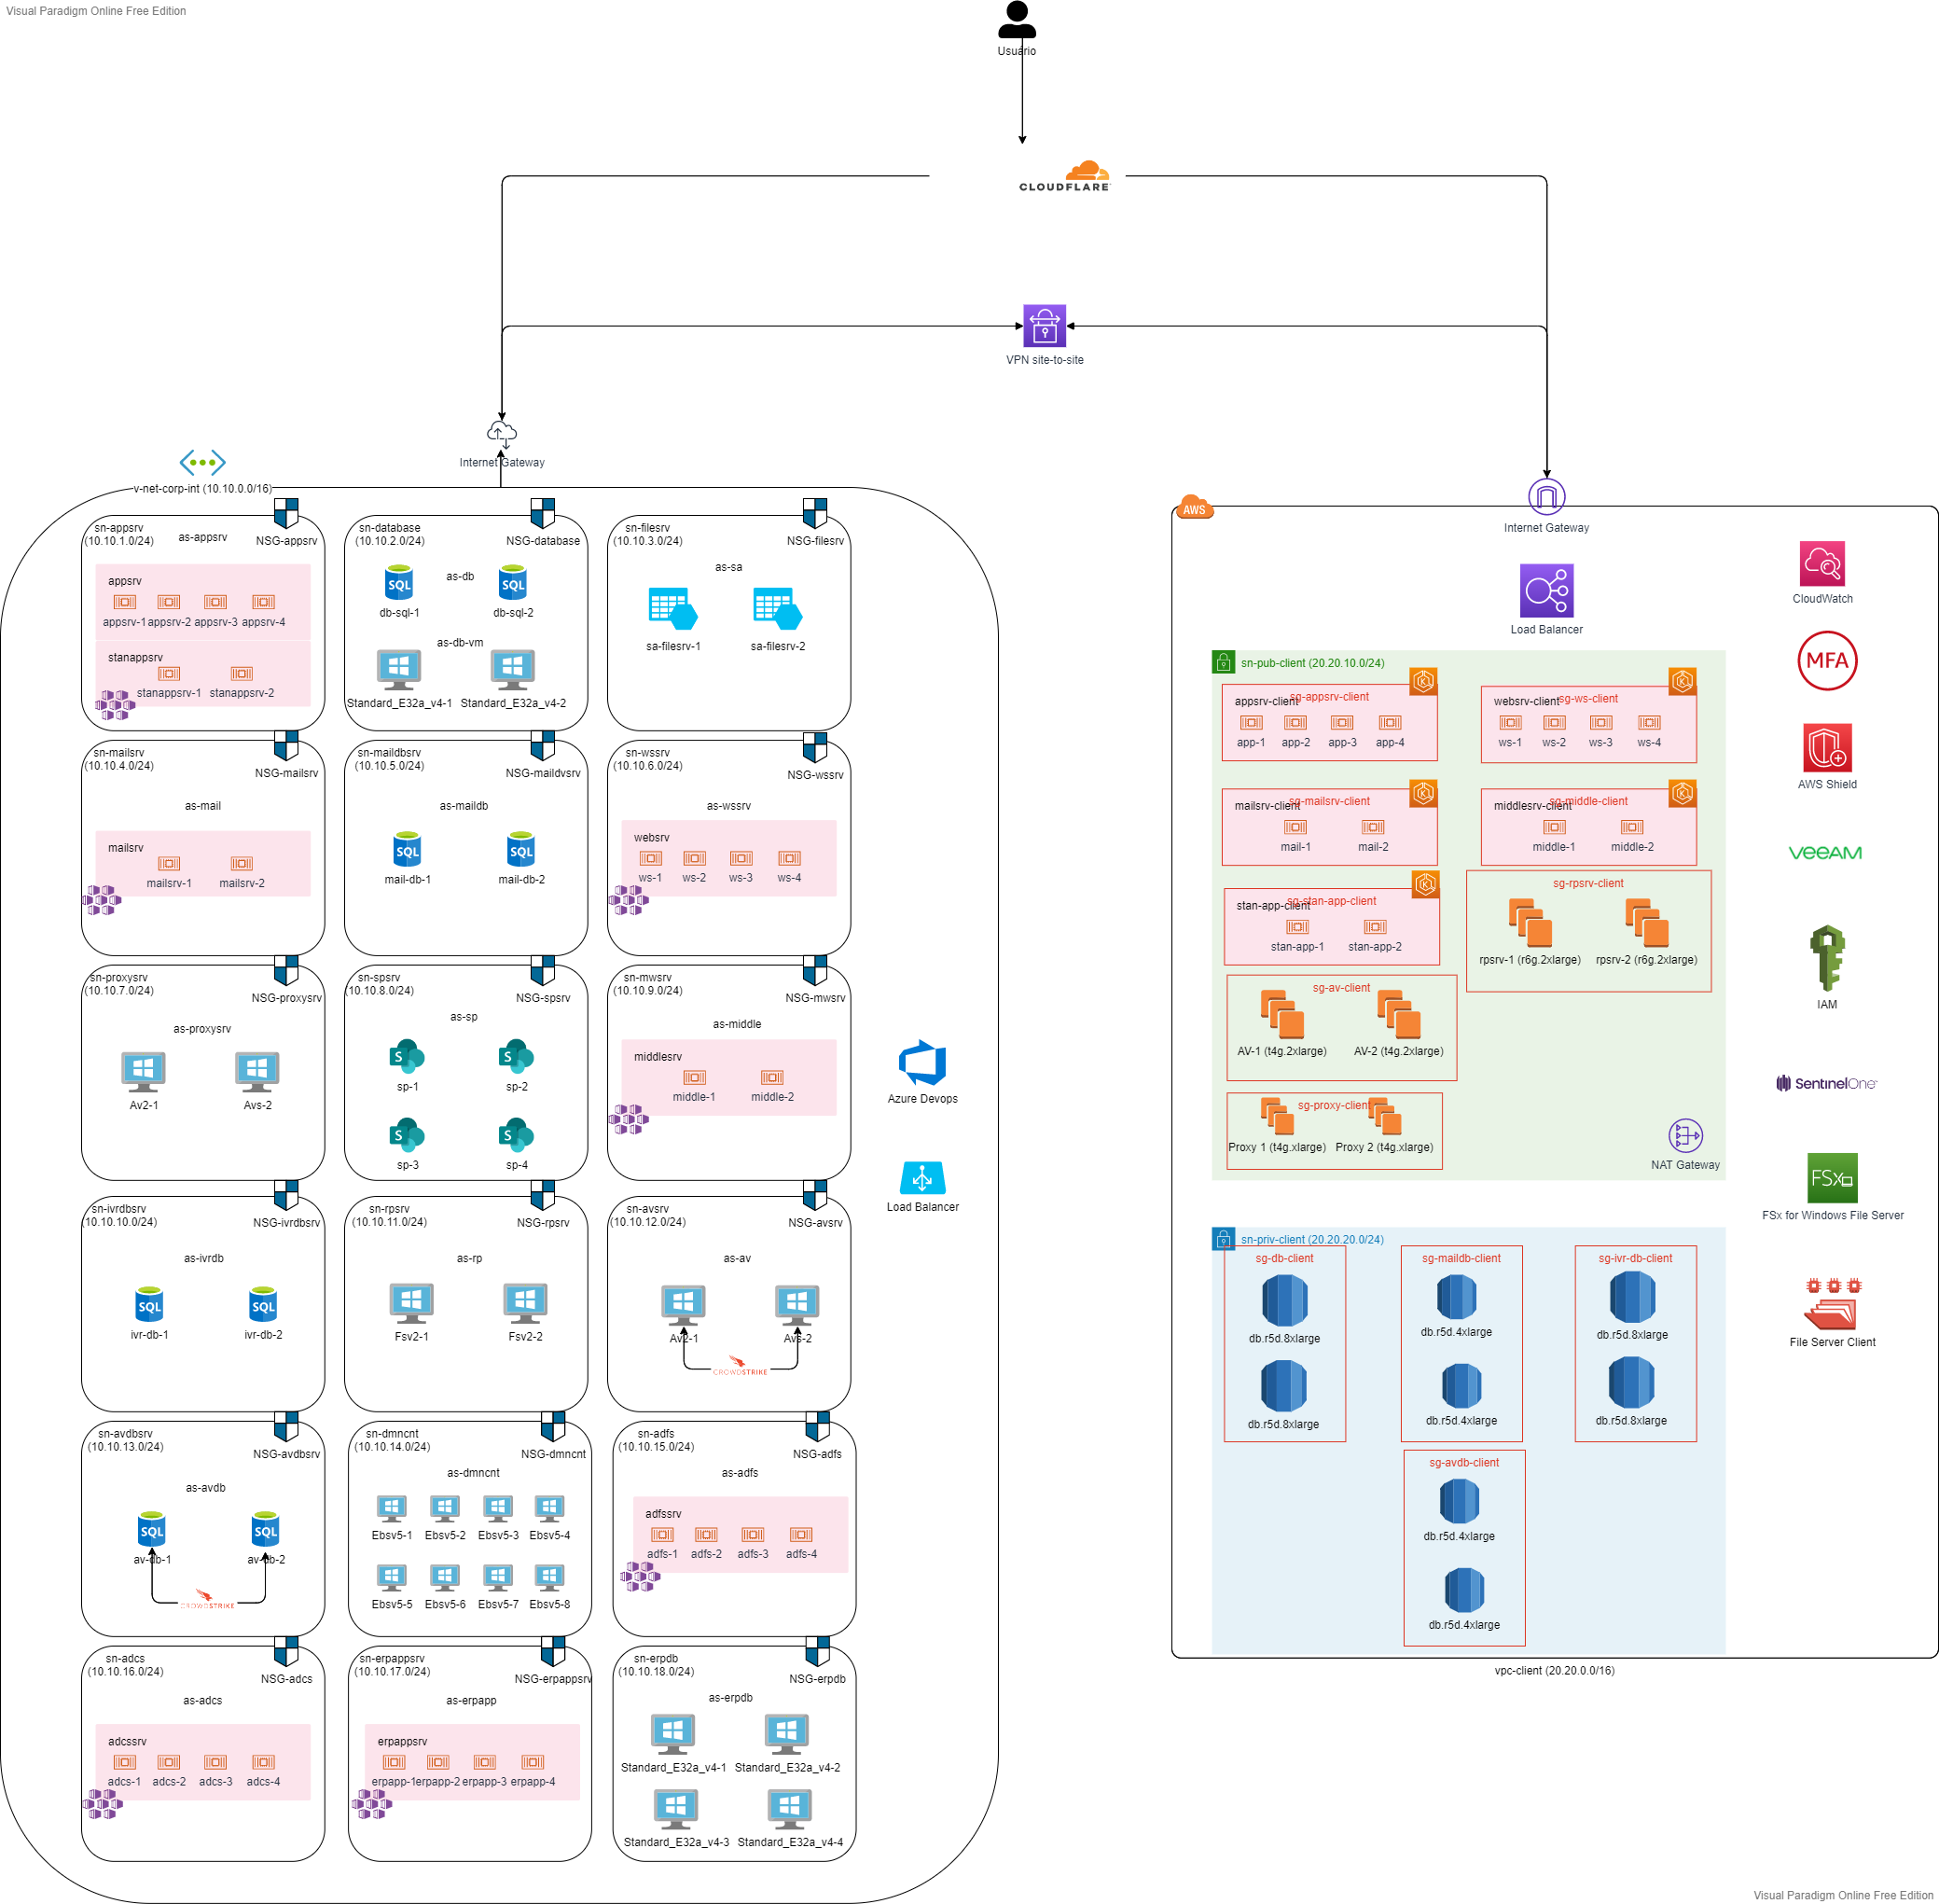 Visual Paradigm Online Free Edition
Usuário
CLOUDFLARE
VPN site-to-site
Internet Gateway
v-net-corp-int (10.10.0.0/16)
sn-appsrv
(10.10.1.0/24)
as-appsrv
NSG-appsrv
appsrv
appsrv-1
appsrv-2
appsrv-3
appsrv-4
stanappsrv
stanappsrv-1
stanappsrv-2
sn-database
(10.10.2.0/24)
NSG-database
as-db
SQL
SQL
db-sql-1
db-sql-2
as-db-vm
Standard_E32a_v4-1
Standard_E32a_v4-2
sn-filesrv
(10.10.3.0/24)
NSG-filesrv
as-sa
sa-filesrv-1
sa-filesrv-2
sn-mailsrv
(10.10.4.0/24)
NSG-mailsrv
as-mail
mailsrv
mailsrv-1
mailsrv-2
sn-maildbsrv
(10.10.5.0/24)
NSG-maildvsrv
as-maildb
SQL
SQL
mail-db-1
mail-db-2
sn-wssrv
(10.10.6.0/24)
NSG-wssrv
as-wssrv
websrv
ws-1
ws-2
ws-3
ws-4
sn-proxysrv
(10.10.7.0/24)
NSG-proxysrv
as-proxysrv
Av2-1
Avs-2
sn-spsrv
(10.10.8.0/24)
NSG-spsrv
as-sp
S
S
sp-1
sp-2
S
S
sp-3
sp-4
sn-mwsrv
(10.10.9.0/24)
NSG-mwsrv
as-middle
middlesrv
middle-1
middle-2
sn-ivrdbsrv
(10.10.10.0/24)
NSG-ivrdbsrv
as-ivrdb
SQL
SQL
ivr-db-1
ivr-db-2
sn-rpsrv
(10.10.11.0/24)
NSG-rpsrv
as-rp
Fsv2-1
Fsv2-2
sn-avsrv
(10.10.12.0/24)
NSG-avsrv
as-av
Av2-1
Avs-2
CROWDSTRIKE
sn-avdbsrv
(10.10.13.0/24)
NSG-avdbsrv
as-avdb
SQL
SQL
av-db-1
av-db-2
CROWDSTRIKE
sn-dmncnt
(10.10.14.0/24)
NSG-dmncnt
as-dmncnt
Ebsv5-1
Ebsv5-2
Ebsv5-3
Ebsv5-4
Ebsv5-5
Ebsv5-6
Ebsv5-7
Ebsv5-8
sn-adfs
(10.10.15.0/24)
NSG-adfs
as-adfs
adfssrv
adfs-1
adfs-2
adfs-3
adfs-4
sn-adcs
(10.10.16.0/24)
NSG-adcs
as-adcs
adcssrv
adcs-1
adcs-2
adcs-3
adcs-4
sn-erpappsrv
(10.10.17.0/24)
NSG-erpappsrv
as-erpapp
erpappsrv
erpapp-1
erpapp-2
erpapp-3
erpapp-4
sn-erpdb
(10.10.18.0/24)
NSG-erpdb
as-erpdb
Standard_E32a_v4-1
Standard_E32a_v4-2
Standard_E32a_v4-3
Standard_E32a_v4-4
Azure Devops
Load Balancer
AWS
Internet Gateway
Load Balancer
sn-pub-client (20.20.10.0/24)
sg-appsrv-client
appsrv-client
app-1
app-2
app-3
app-4
sg-ws-client
websrv-client
ws-1
ws-2
ws-3
ws-4
sg-mailsrv-client
mailsrv-client
mail-1
mail-2
sg-middle-client
middlesrv-client
middle-1
middle-2
sg-stan-app-client
stan-app-client
stan-app-1
stan-app-2
sg-rpsrv-client
rpsrv-1 (r6g.2xlarge)
rpsrv-2 (r6g.2xlarge)
sg-av-client
AV-1 (t4g.2xlarge)
AV-2 (t4g.2xlarge)
sg-proxy-client
Proxy 1 (t4g.xlarge)
Proxy 2 (t4g.xlarge)
NAT Gateway
sn-priv-client (20.20.20.0/24)
sg-db-client
db.r5d.8xlarge
db.r5d.8xlarge
sg-maildb-client
db.r5d.4xlarge
db.r5d.4xlarge
sg-ivr-db-client
db.r5d.8xlarge
db.r5d.8xlarge
sg-avdb-client
db.r5d.4xlarge
db.r5d.4xlarge
CloudWatch
MFA
AWS Shield
VEEAM
IAM
SentinelOne
FSx
FSx for Windows File Server
File Server Client
vpc-client (20.20.0.0/16)
Visual Paradigm Online Free Edition